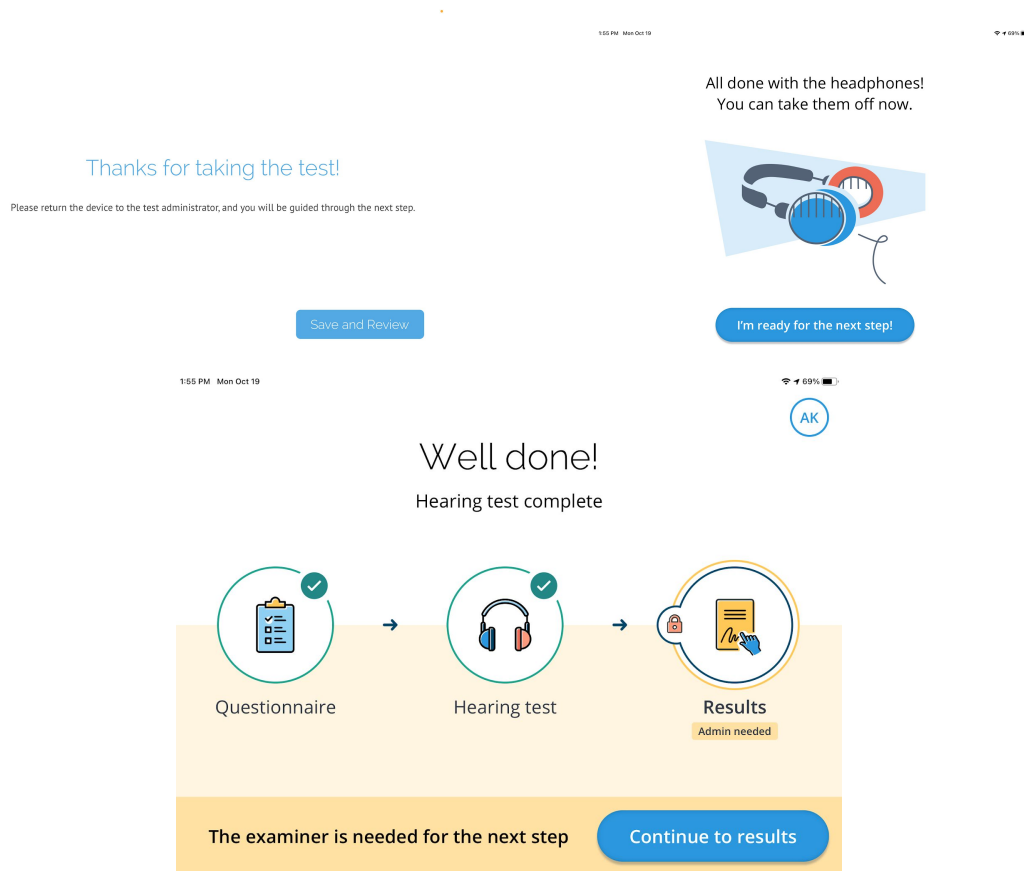 Thanks for taking the test!
Please return the device to the test administrator, and you will be guided through the next step.
Save and Review
1:55 PM Mon Oct 19
69%
All done with the headphones!
You can take them off now.
I'm ready for the next step!
1:55 PM Mon Oct 19
69%
AK
Well done!
Hearing test complete
Questionnaire
Hearing test
Results
Admin needed
The examiner is needed for the next step
Continue to results